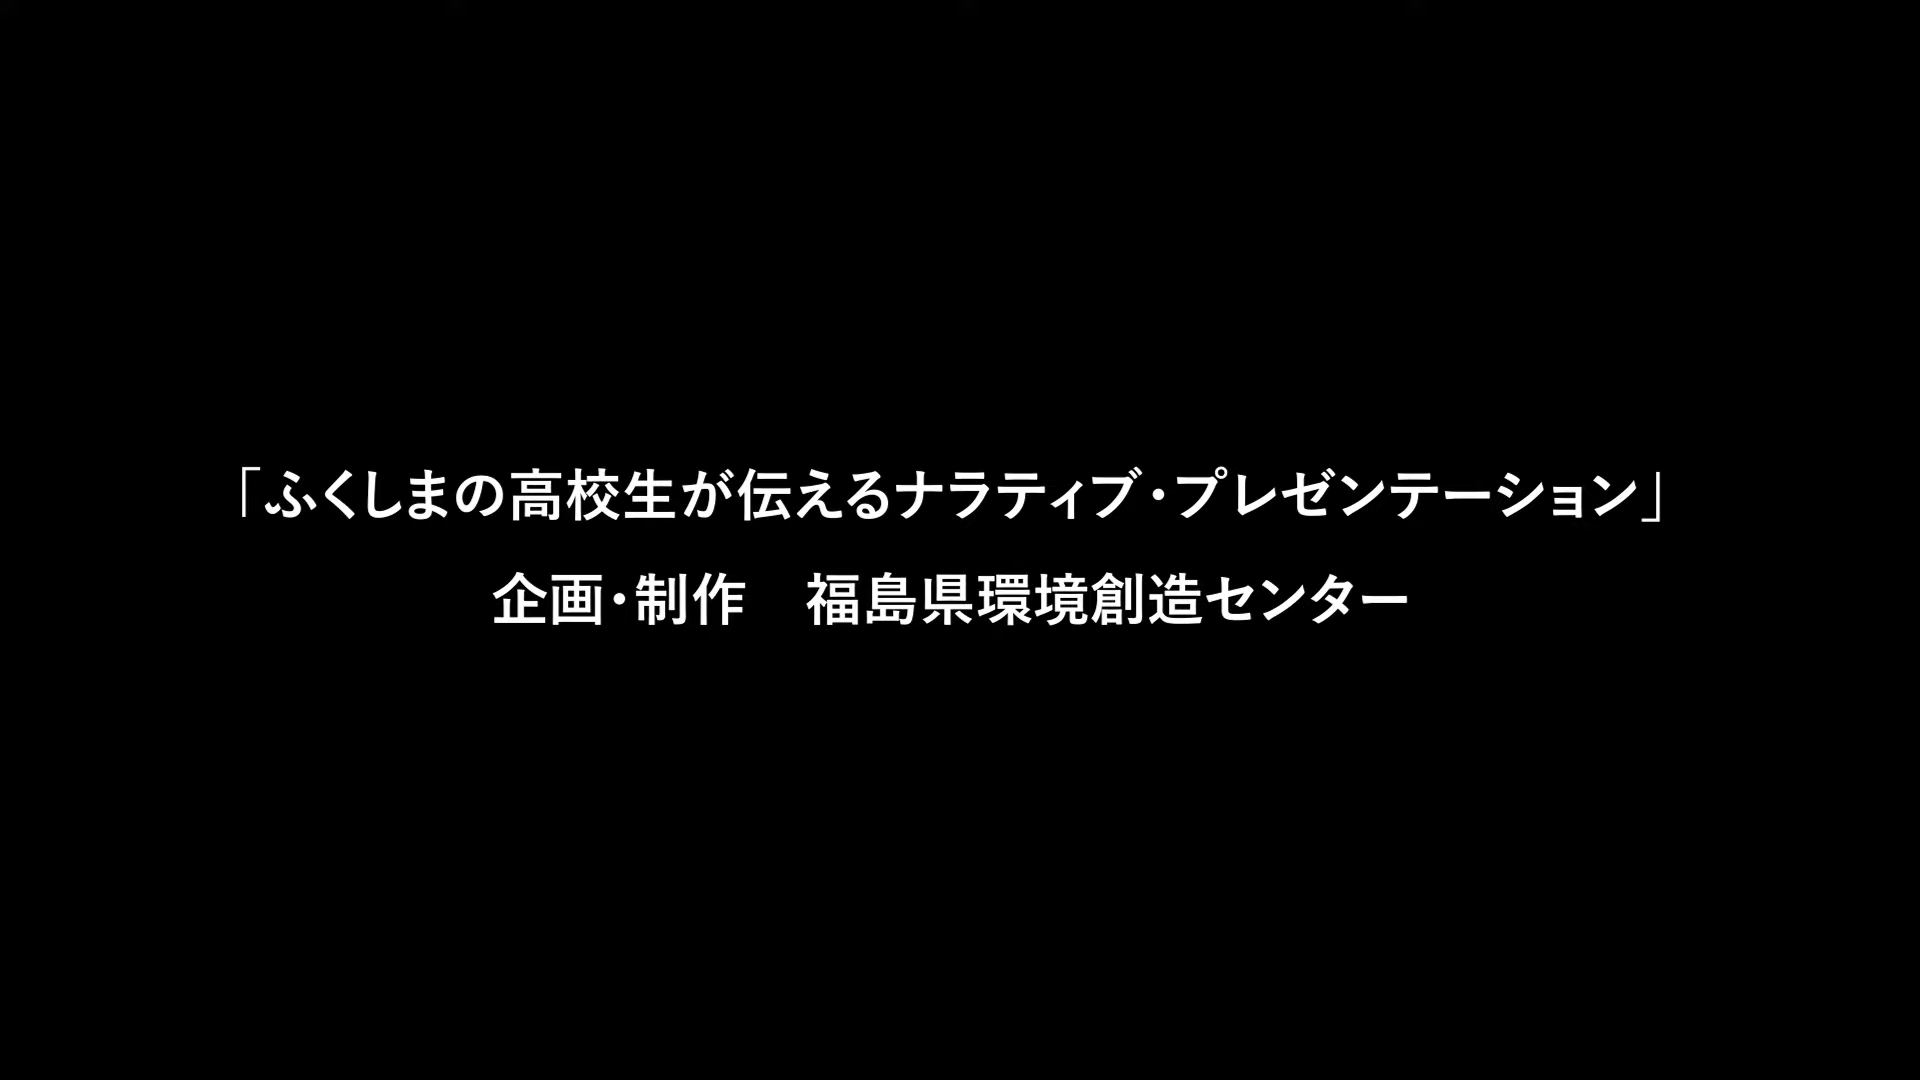 「ふくしまの高校生が伝えるナラティブ・プレゼンテーション」
企画・制作　福島県環境創造センター